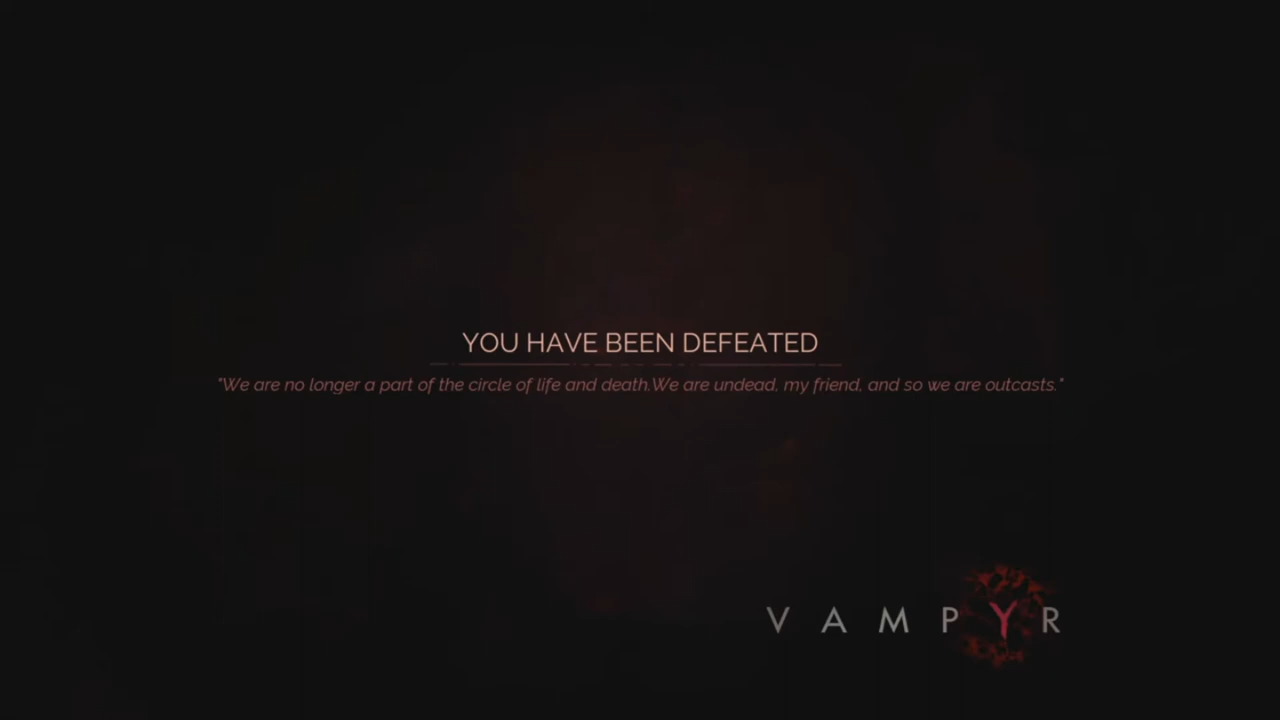 YOU HAVE BEEN DEFEATED
"We are no longer a part of the circle of life and death.We are undead, my friend, and so we are outcasts."
VAMPYR